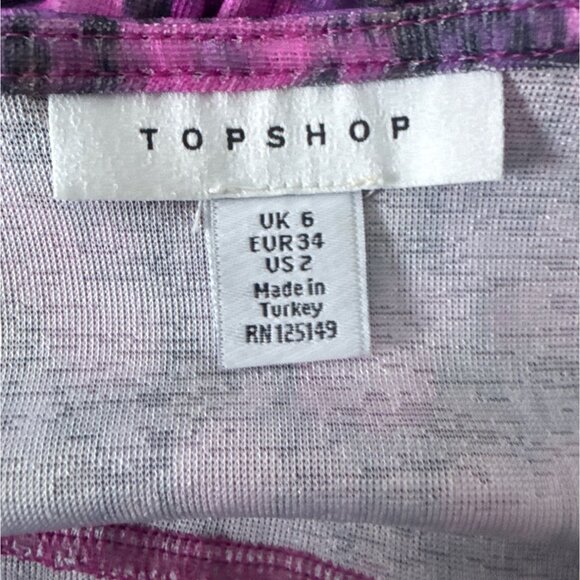 TOPSHOP
UK 6
EUR 34
US 2
Made in
Turkey
RN 125149